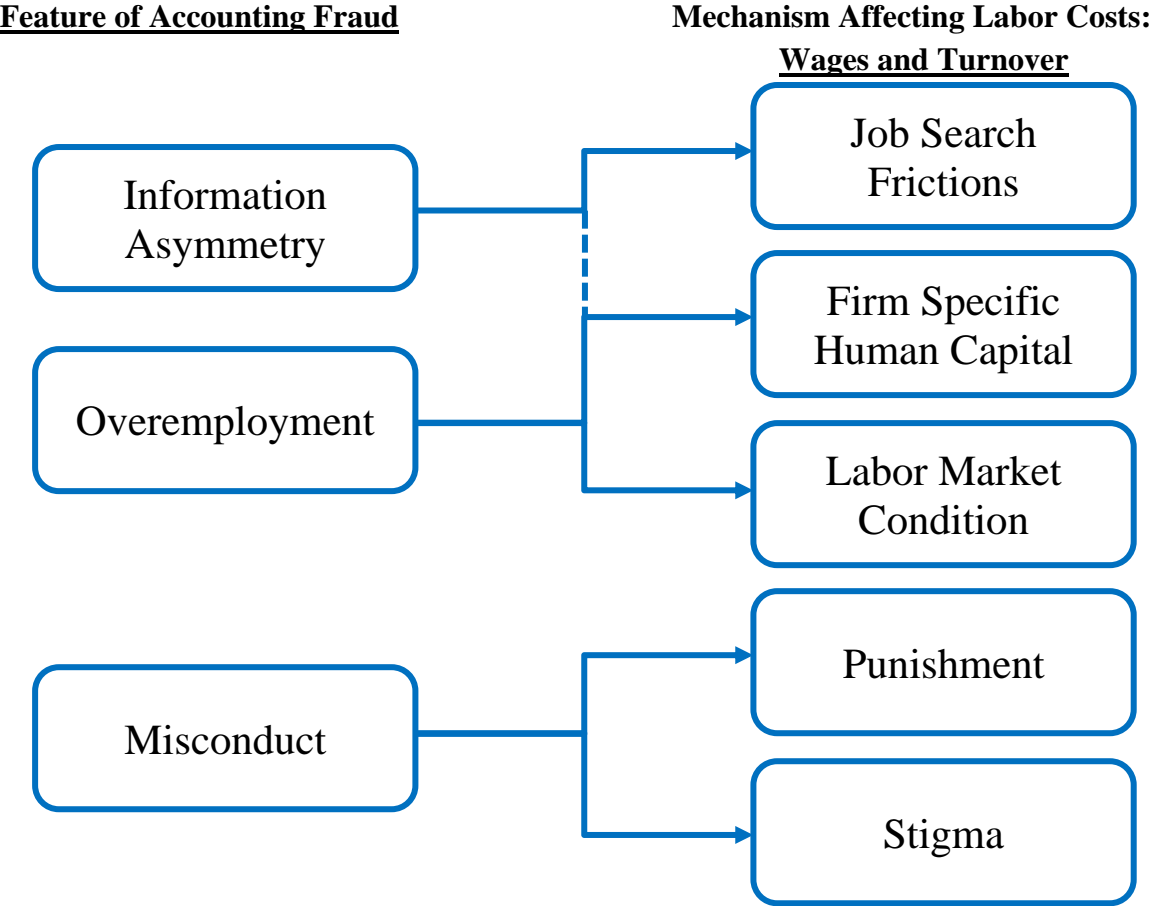 Feature of Accounting Fraud
Mechanism Affecting Labor Costs:
Wages and Turnover
Information
Asymmetry
Overemployment
Misconduct
Job Search
Frictions
Firm Specific
Human Capital
Labor Market
Condition
Punishment
Stigma